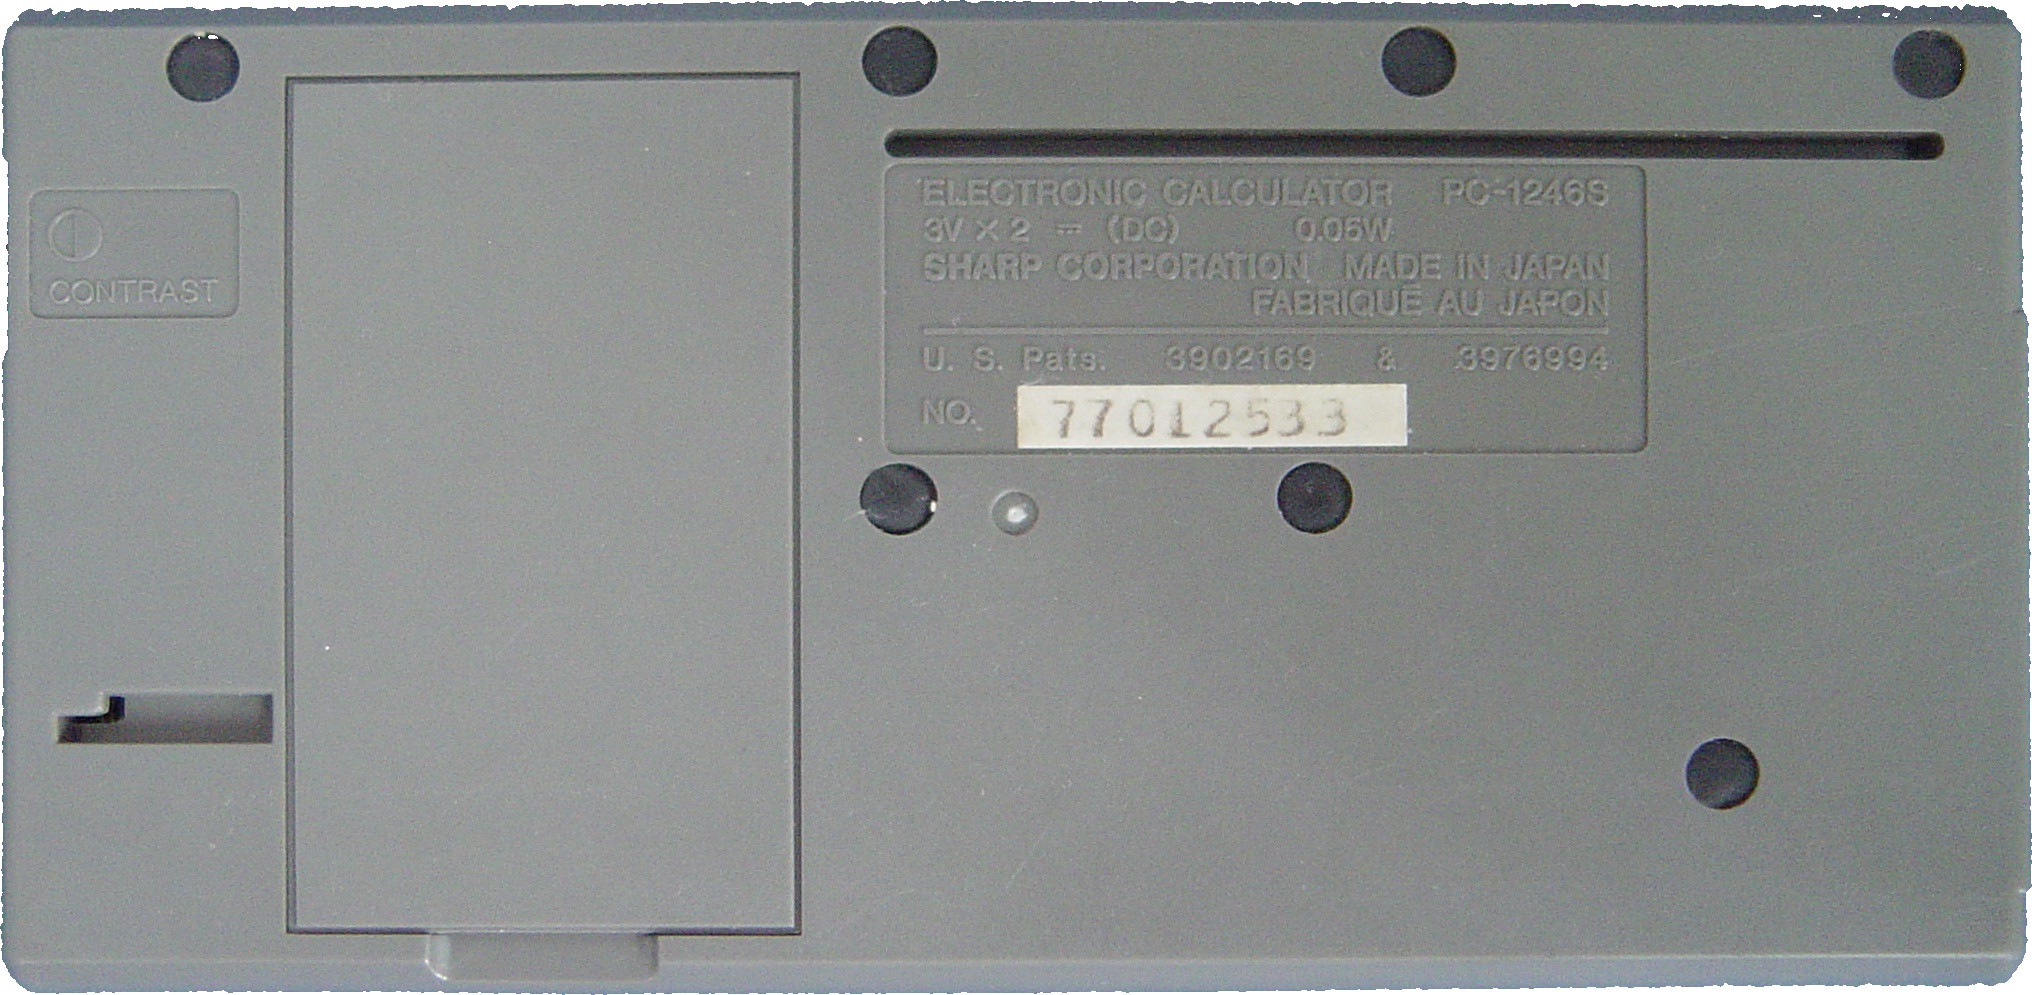 CONTRAST
ELECTRONIC CALCULATOR PC-1246S
3V × 2 ⎓ (DC) 0.05W
SHARP CORPORATION MADE IN JAPAN
FABRIQUÉ AU JAPON
U. S. Pats. 3902169 & 3976994
NO. 77012533